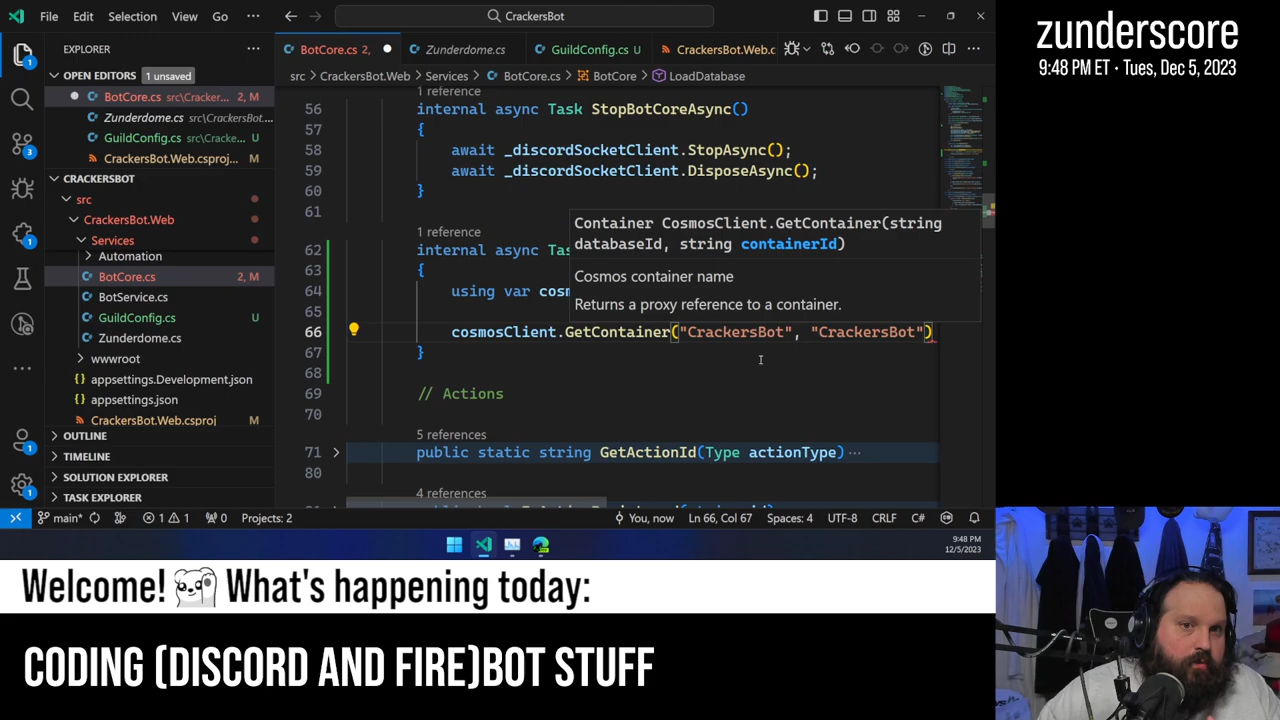 File Edit Selection View Go CrackersBot
zunderscore
9:48 PM ET · Tues, Dec 5, 2023
EXPLORER
OPEN EDITORS 1 unsaved
BotCore.cs src\Cracker... 2, M
Zunderdome.cs src\CrackersBot...
GuildConfig.cs src\Cracke... U
CrackersBot.Web.csproj... M
CRACKERSBOT
src
CrackersBot.Web
Services
Automation
BotCore.cs 2, M
BotService.cs
GuildConfig.cs U
Zunderdome.cs
wwwroot
appsettings.Development.json
appsettings.json
CrackersBot.Web.csproj M
OUTLINE
TIMELINE
SOLUTION EXPLORER
TASK EXPLORER
BotCore.cs 2, Zunderdome.cs GuildConfig.cs U CrackersBot.Web.c
src > CrackersBot.Web > Services > BotCore.cs > BotCore > LoadDatabase
1 reference
56 internal async Task StopBotCoreAsync()
57 {
58 await _discordSocketClient.StopAsync();
59 await _discordSocketClient.DisposeAsync();
60 }
61
1 reference
62 internal async Tas
63 {
64 using var cosm
65
66 cosmosClient.GetContainer("CrackersBot", "CrackersBot")
67 }
68
69 // Actions
70
5 references
71 public static string GetActionId(Type actionType) ...
80
4 references
Container CosmosClient.GetContainer(string
databaseId, string containerId)
Cosmos container name
Returns a proxy reference to a container.
main* 1 1 0 Projects: 2 You, now Ln 66, Col 67 Spaces: 4 UTF-8 CRLF C#
9:48 PM
12/5/2023
Welcome! What's happening today:
CODING (DISCORD AND FIRE)BOT STUFF